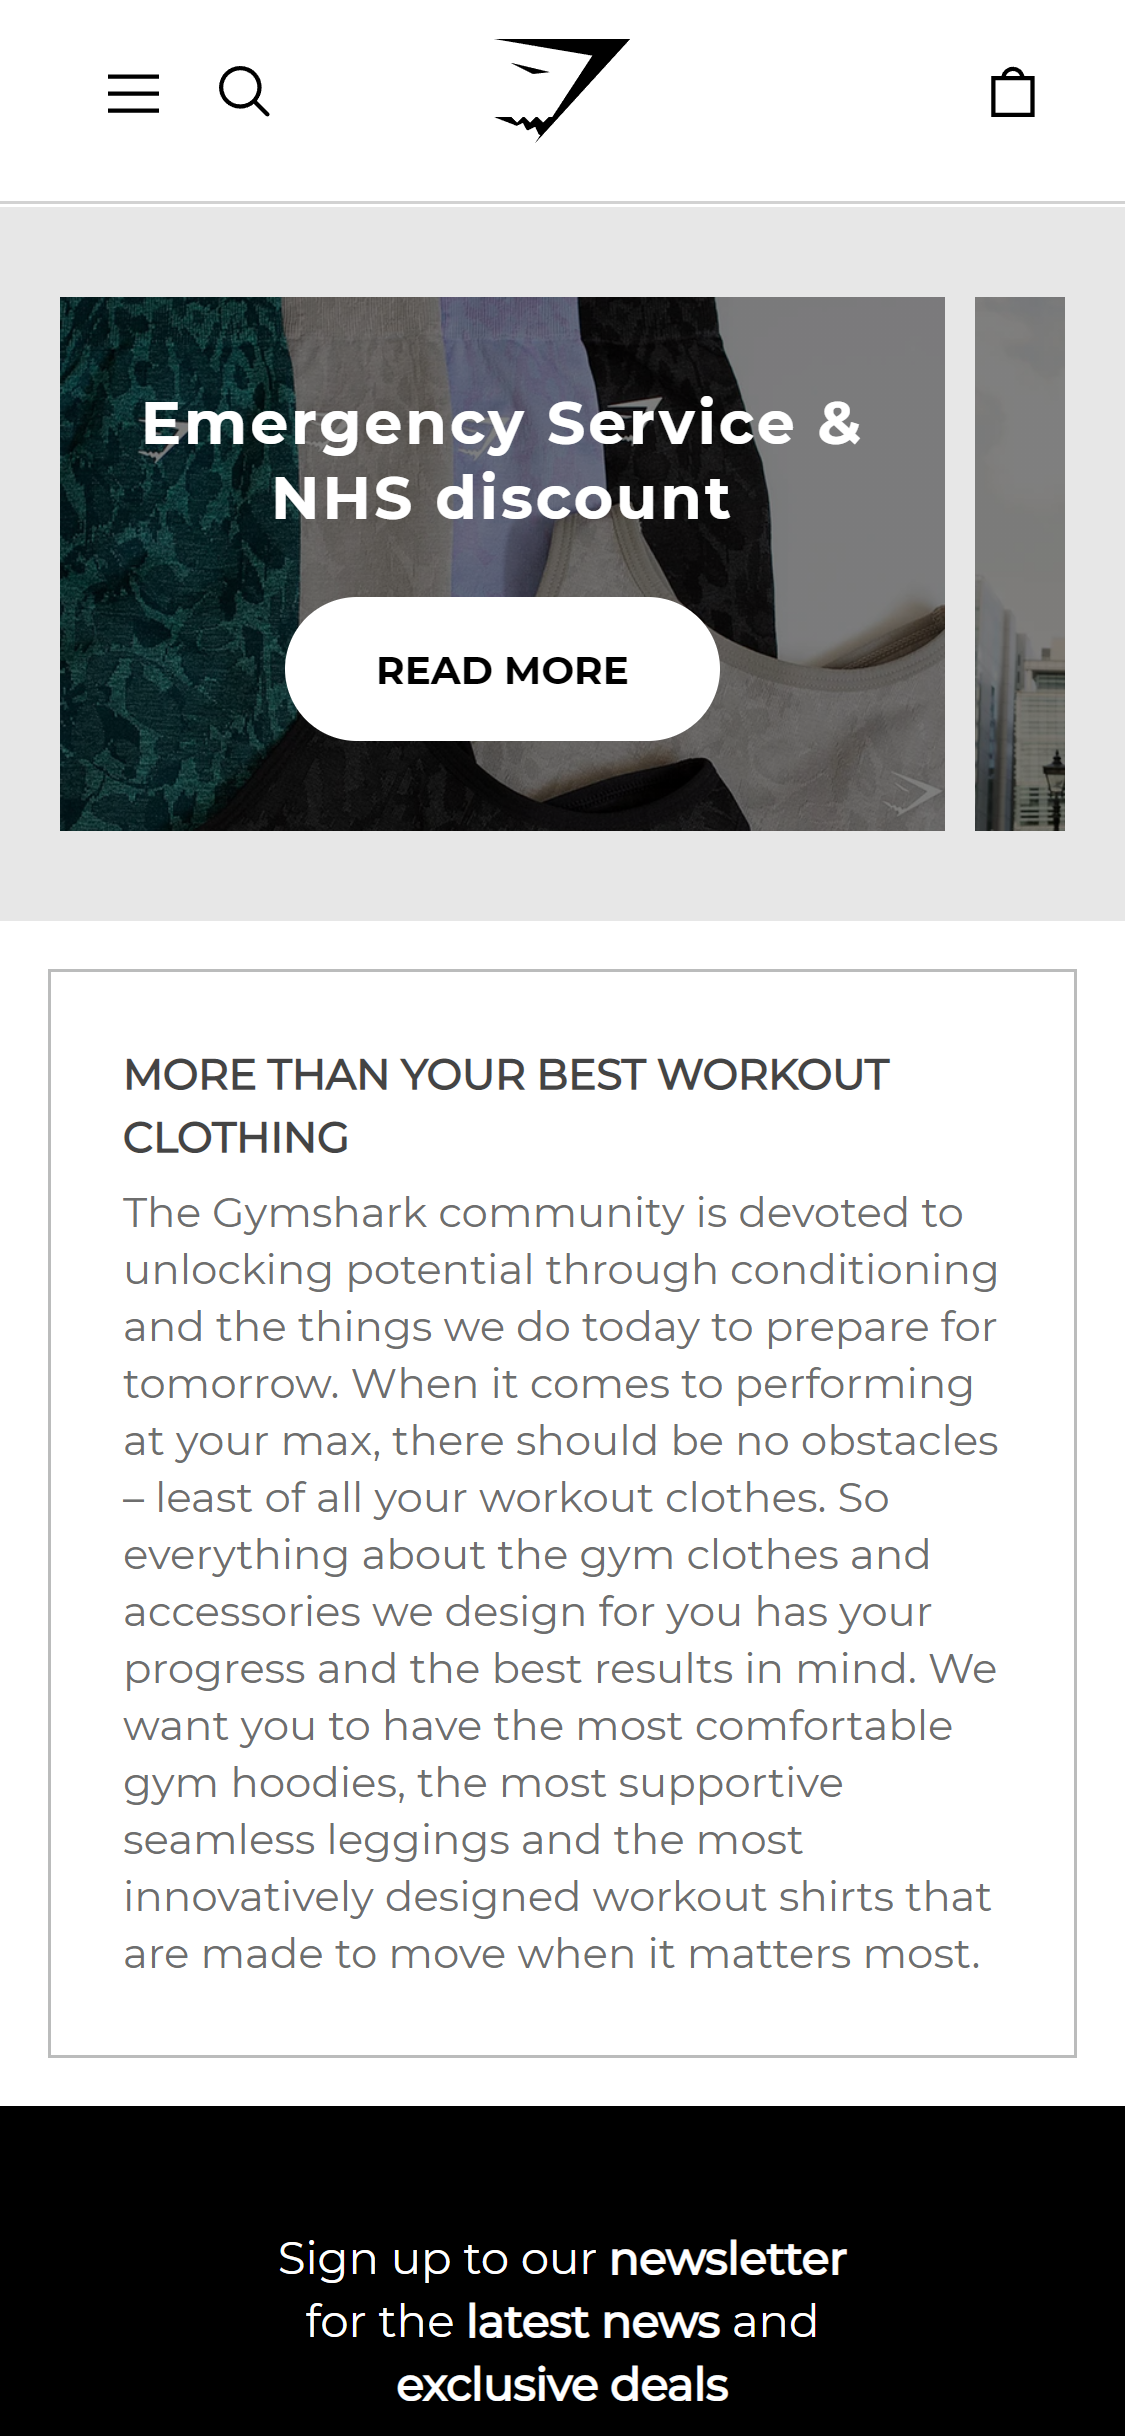 Emergency Service &
NHS discount
READ MORE
MORE THAN YOUR BEST WORKOUT
CLOTHING
The Gymshark community is devoted to
unlocking potential through conditioning
and the things we do today to prepare for
tomorrow. When it comes to performing
at your max, there should be no obstacles
– least of all your workout clothes. So
everything about the gym clothes and
accessories we design for you has your
progress and the best results in mind. We
want you to have the most comfortable
gym hoodies, the most supportive
seamless leggings and the most
innovatively designed workout shirts that
are made to move when it matters most.
Sign up to our newsletter
for the latest news and
exclusive deals